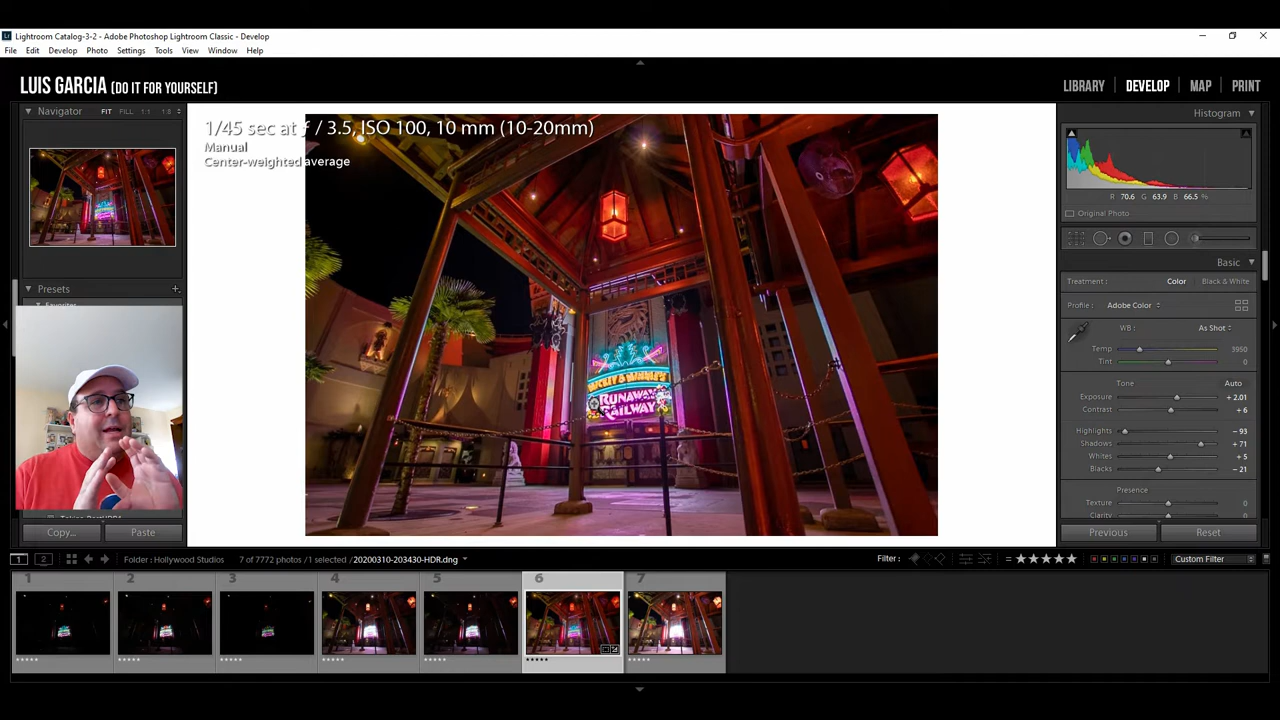 Lightroom Catalog-3-2 - Adobe Photoshop Lightroom Classic - Develop
File Edit Develop Photo Settings Tools View Window Help
LUIS GARCIA (DO IT FOR YOURSELF)
LIBRARY | DEVELOP | MAP | PRINT
Navigator FIT FILL 1:1 1:8
Histogram
1/45 sec at ƒ / 3.5, ISO 100, 10 mm (10-20mm)
Manual
Center-weighted average
R 70.6 G 63.9 B 66.5 %
Original Photo
Basic
Treatment: Color Black & White
Profile: Adobe Color
WB: As Shot
Temp 3950
Tint 0
Tone Auto
Exposure + 2.01
Contrast + 6
Highlights − 93
Shadows + 71
Whites + 5
Blacks − 21
Presence
Texture 0
Clarity
Previous Reset
Presets +
Favorites
MICKEY & MINNIE'S
RUNAWAY
RAILWAY
Copy... Paste
1 2 Folder : Hollywood Studios 7 of 7772 photos / 1 selected / 20200310-203430-HDR.dng Filter : = ★★★★★ Custom Filter
1 2 3 4 5 6 7